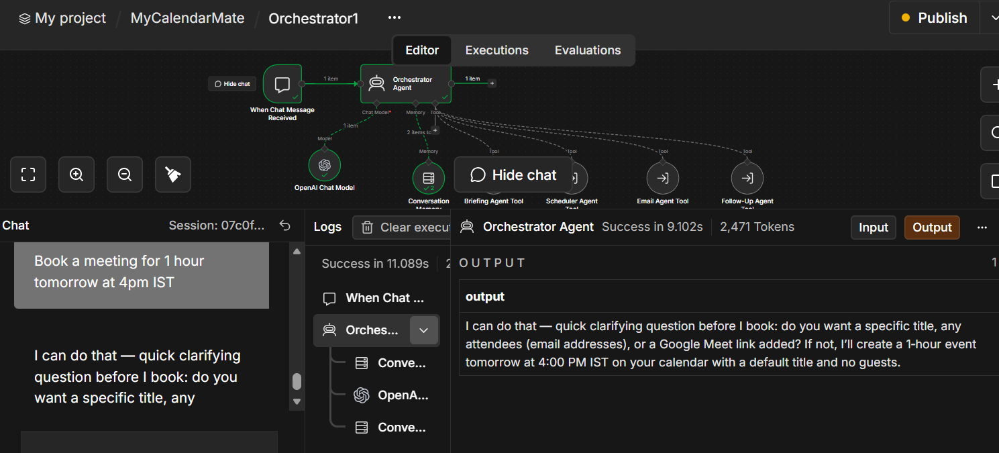 My project / MyCalendarMate / Orchestrator1 ...
Publish
Editor Executions Evaluations
Hide chat
1 item
Orchestrator
Agent
1 item
When Chat Message
Received
Chat Model* Memory Tool
1 item
2 items
Model
Memory Tool Tool Tool Tool
OpenAI Chat Model
Hide chat
2
Conversation
Memory
Briefing Agent Tool
Scheduler Agent
Tool
Email Agent Tool
Follow-Up Agent
Tool
Chat Session: 07c0f...
Book a meeting for 1 hour
tomorrow at 4pm IST
I can do that — quick clarifying
question before I book: do you
want a specific title, any
Logs Clear execu
Success in 11.089s 2
When Chat ...
Orches...
Conve...
OpenA...
Conve...
Orchestrator Agent Success in 9.102s 2,471 Tokens Input Output ...
OUTPUT 1
output
I can do that — quick clarifying question before I book: do you want a specific title, any
attendees (email addresses), or a Google Meet link added? If not, I’ll create a 1-hour event
tomorrow at 4:00 PM IST on your calendar with a default title and no guests.